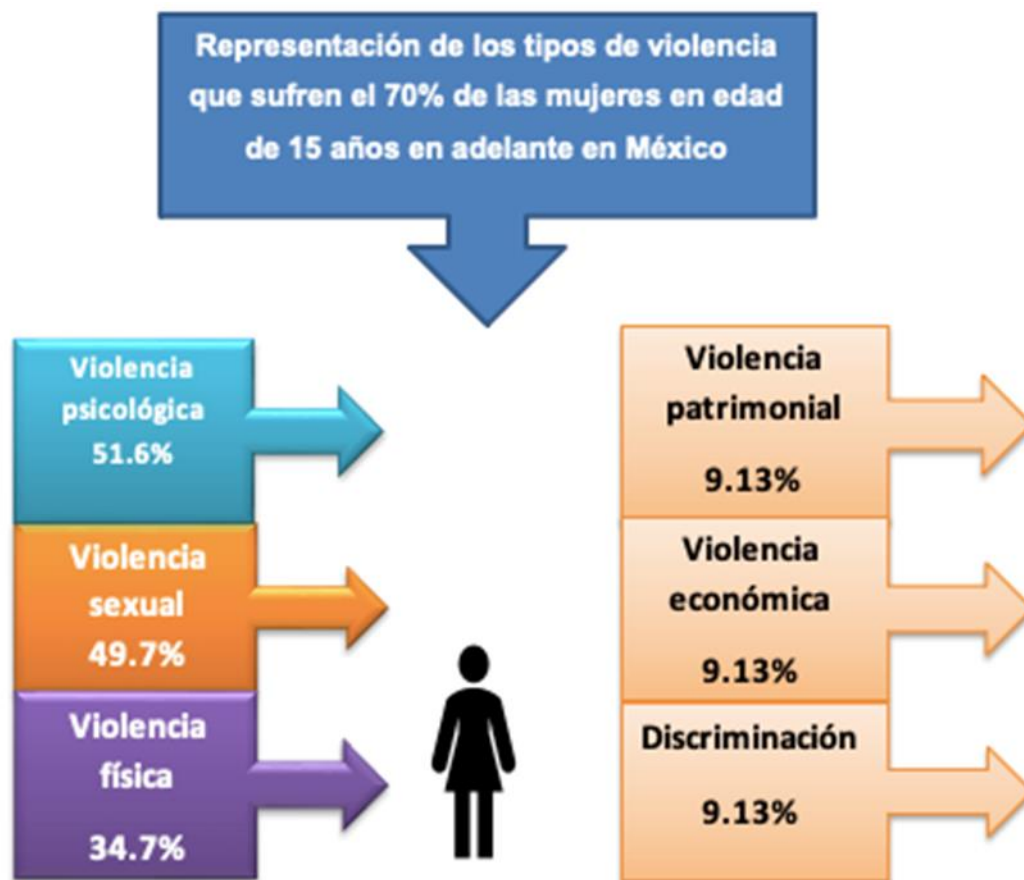 Representación de los tipos de violencia
que sufren el 70% de las mujeres en edad
de 15 años en adelante en México
Violencia
psicológica
51.6%
Violencia
sexual
49.7%
Violencia
física
34.7%
Violencia
patrimonial
9.13%
Violencia
económica
9.13%
Discriminación
9.13%